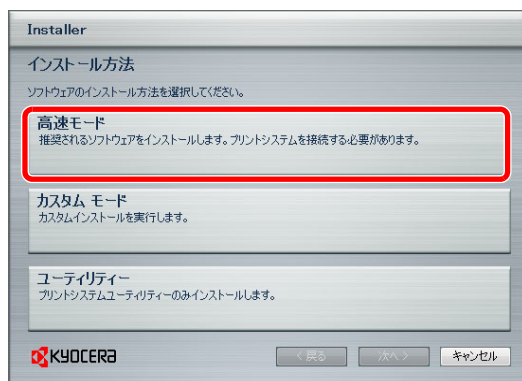 Installer
インストール方法
ソフトウェアのインストール方法を選択してください。
高速モード
推奨されるソフトウェアをインストールします。プリントシステムを接続する必要があります。
カスタム モード
カスタムインストールを実行します。
ユーティリティー
プリントシステムユーティリティーのみインストールします。
KYOCERA
< 戻る
次へ >
キャンセル